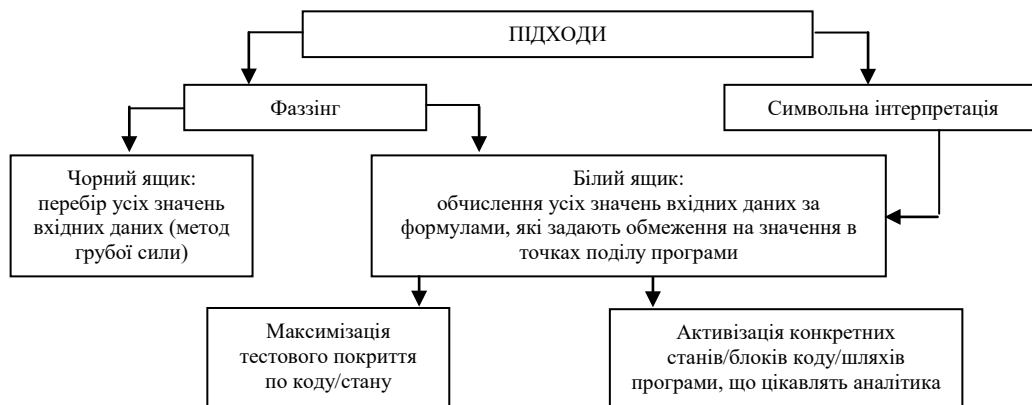 ПІДХОДИ
Фаззінг
Символьна інтерпретація
Чорний ящик:
перебір усіх значень
вхідних даних (метод
грубої сили)
Білий ящик:
обчислення усіх значень вхідних даних за
формулами, які задають обмеження на значення в
точках поділу програми
Максимізація
тестового покриття
по коду/стану
Активізація конкретних
станів/блоків коду/шляхів
програми, що цікавлять аналітика